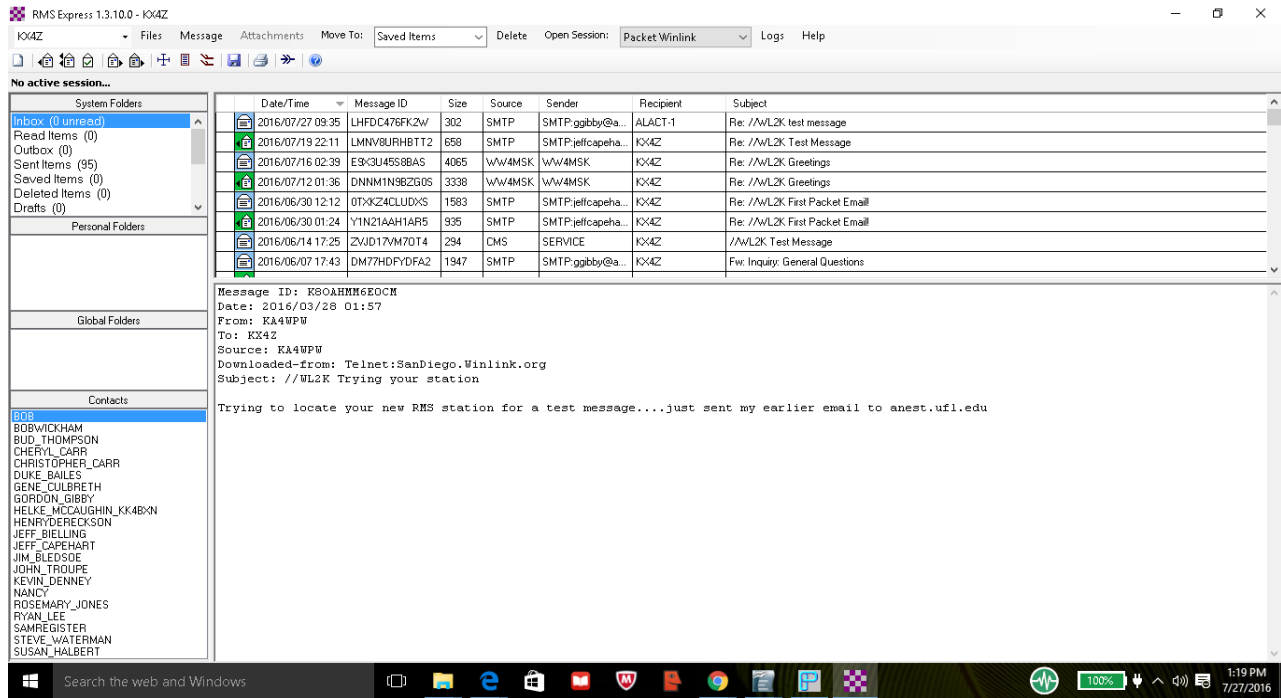 RMS Express 1.3.10.0 - KX4Z
KX4Z Files Message Attachments Move To: Saved Items Delete Open Session: Packet Winlink Logs Help
No active session...
System Folders
Inbox (0 unread)
Read Items (0)
Outbox (0)
Sent Items (95)
Saved Items (0)
Deleted Items (0)
Drafts (0)
Personal Folders
Global Folders
Contacts
BOB
BOBWICKHAM
BUD_THOMPSON
CHERYL_CARR
CHRISTOPHER_CARR
DUKE_BAILES
GENE_CULBRETH
GORDON_GIBBY
HELKE_MCCAUGHIN_KK4BXN
HENRYDERECKSON
JEFF_BIELLING
JEFF_CAPEHART
JIM_BLEDSOE
JOHN_TROUPE
KEVIN_DENNEY
NANCY
ROSEMARY_JONES
RYAN_LEE
SAMREGISTER
STEVE_WATERMAN
SUSAN_HALBERT
Date/Time Message ID Size Source Sender Recipient Subject
2016/07/27 09:35 LHFDC476FK2W 302 SMTP SMTP:ggibby@a... ALACT-1 Re: //WL2K test message
2016/07/19 22:11 LMNV8URHBTT2 658 SMTP SMTP:jeffcapeha... KX4Z Re: //WL2K Test Message
2016/07/16 02:39 E9X3U45S8BAS 4065 WW4MSK WW4MSK KX4Z Re: //WL2K Greetings
2016/07/12 01:36 DNNM1N9BZG0S 3338 WW4MSK WW4MSK KX4Z Re: //WL2K Greetings
2016/06/30 12:12 0TXKZ4CLUDXS 1583 SMTP SMTP:jeffcapeha... KX4Z Re: //WL2K First Packet Email!
2016/06/30 01:24 Y1N21AAH1AR5 935 SMTP SMTP:jeffcapeha... KX4Z Re: //WL2K First Packet Email!
2016/06/14 17:25 ZVJD17VM7OT4 294 CMS SERVICE KX4Z //WL2K Test Message
2016/06/07 17:43 DM77HDFYDFA2 1947 SMTP SMTP:ggibby@a... KX4Z Fw: Inquiry: General Questions
Message ID: K8OAHMM6EOCM
Date: 2016/03/28 01:57
From: KA4WPW
To: KX4Z
Source: KA4WPW
Downloaded-from: Telnet:SanDiego.Winlink.org
Subject: //WL2K Trying your station
Trying to locate your new RMS station for a test message....just sent my earlier email to anest.ufl.edu
Search the web and Windows
100%
1:19 PM
7/27/2016